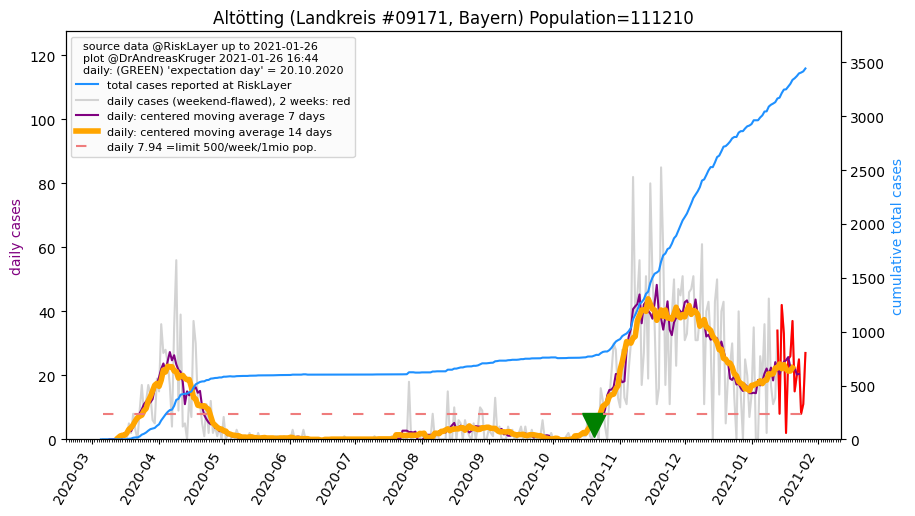 Altötting (Landkreis #09171, Bayern) Population=111210
source data @RiskLayer up to 2021-01-26
plot @DrAndreasKruger 2021-01-26 16:44
daily: (GREEN) 'expectation day' = 20.10.2020
total cases reported at RiskLayer
daily cases (weekend-flawed), 2 weeks: red
daily: centered moving average 7 days
daily: centered moving average 14 days
daily 7.94 =limit 500/week/1mio pop.
daily cases
120
100
80
60
40
20
0
cumulative total cases
3500
3000
2500
2000
1500
1000
500
0
2020-03
2020-04
2020-05
2020-06
2020-07
2020-08
2020-09
2020-10
2020-11
2020-12
2021-01
2021-02